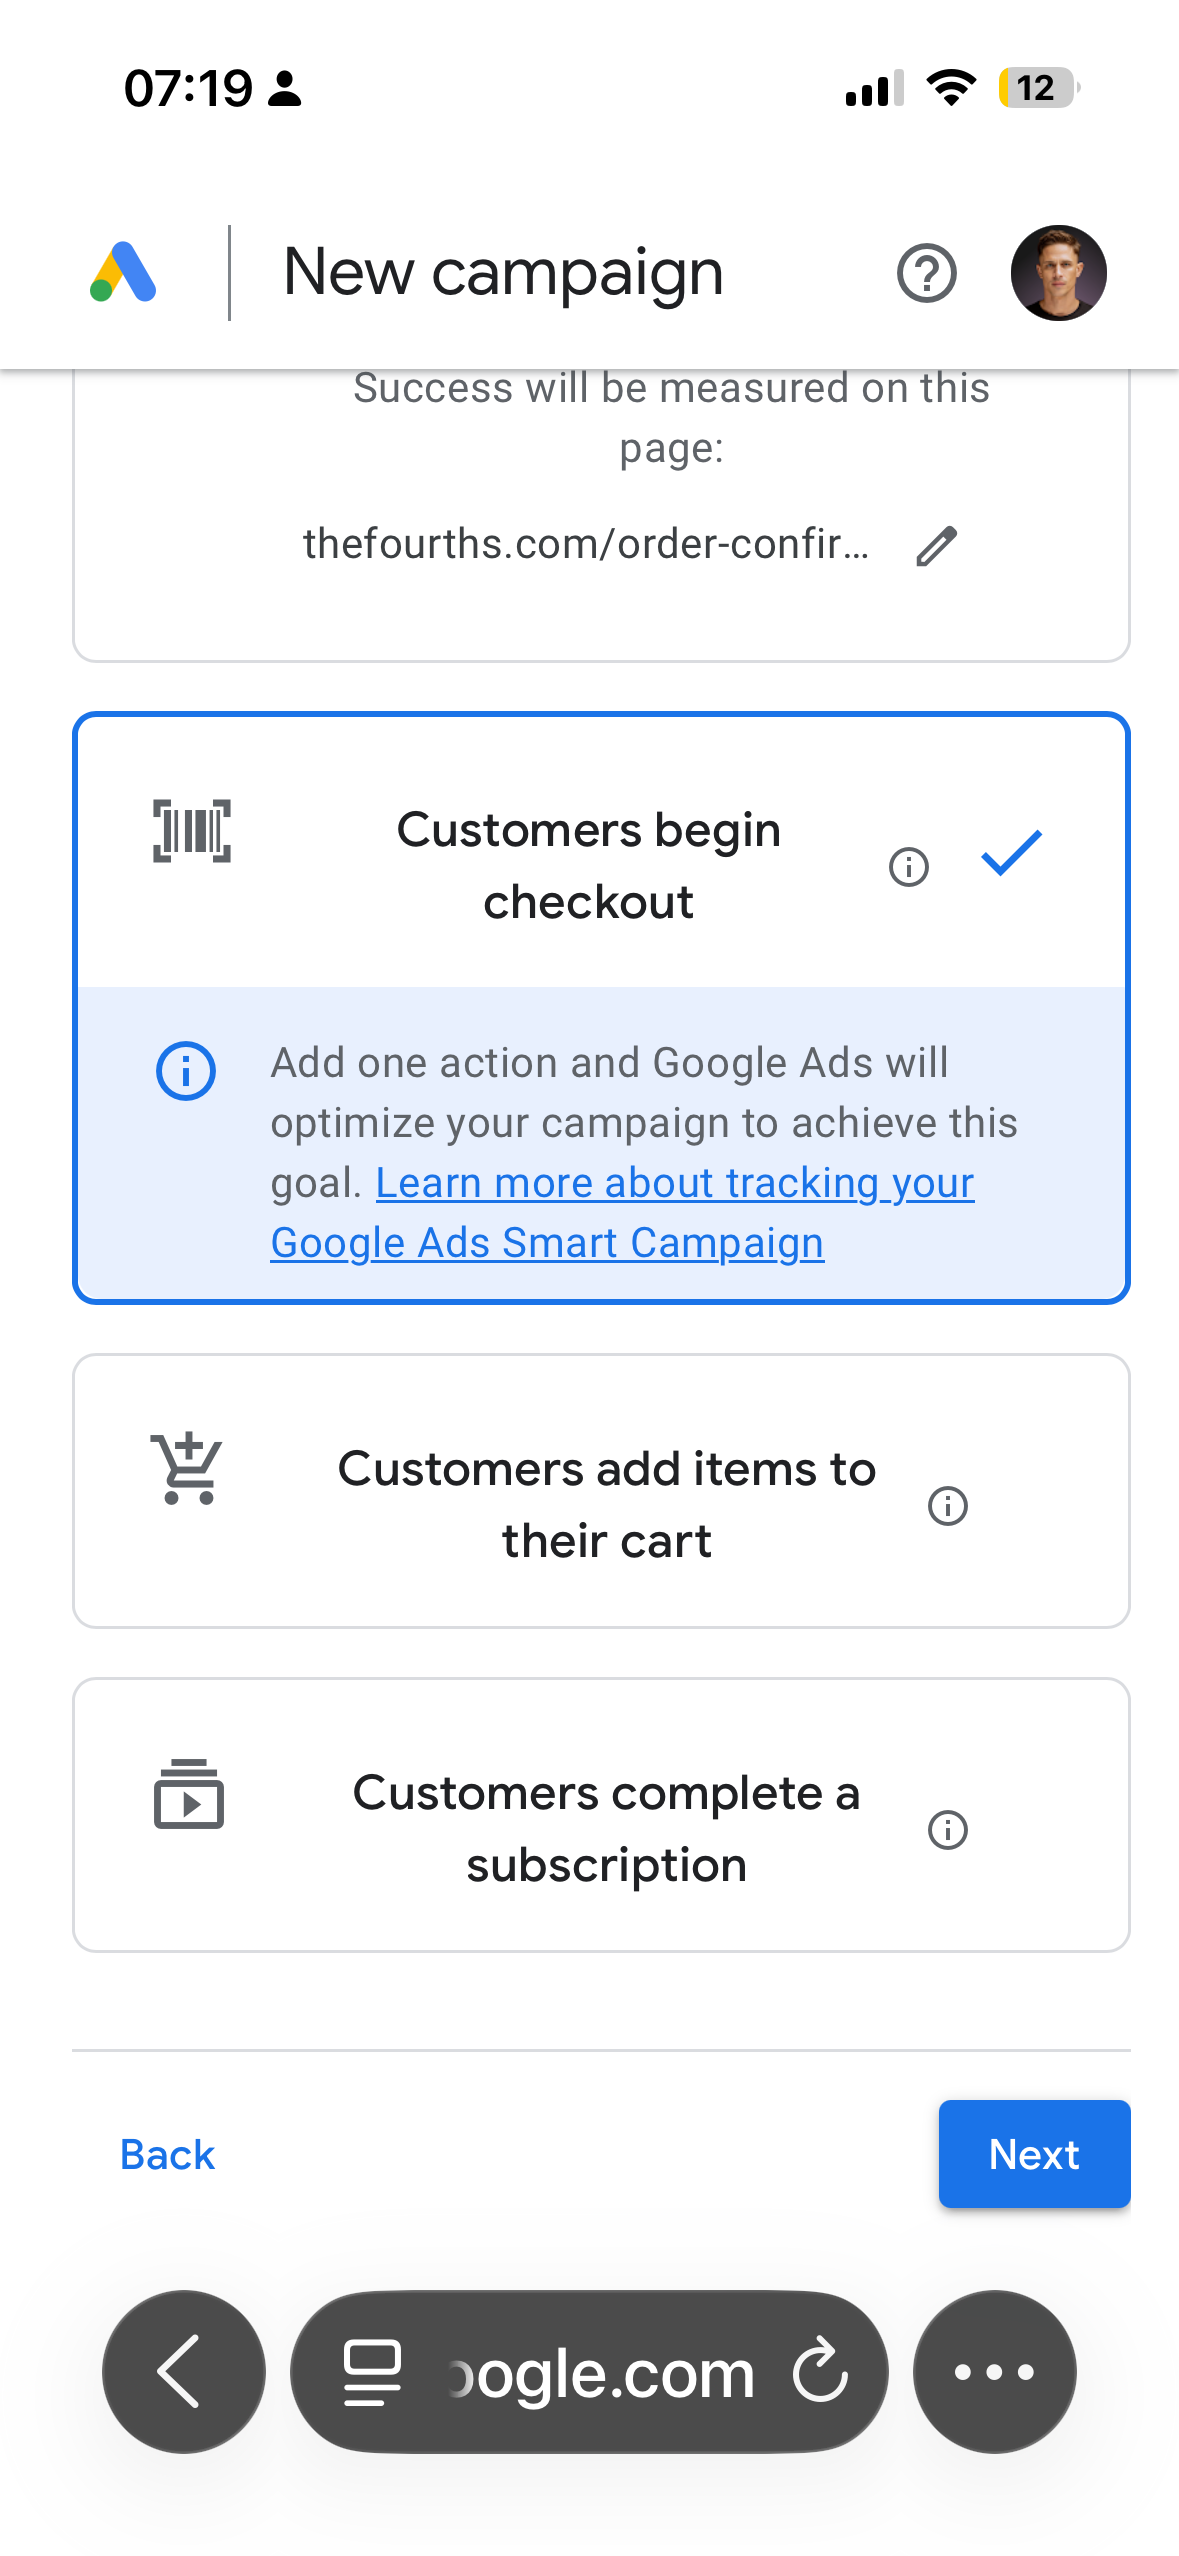 07:19
12
New campaign
Success will be measured on this
page:
thefourths.com/order-confir...
Customers begin
checkout
Add one action and Google Ads will
optimize your campaign to achieve this
goal. Learn more about tracking your
Google Ads Smart Campaign
Customers add items to
their cart
Customers complete a
subscription
Back
Next
ogle.com